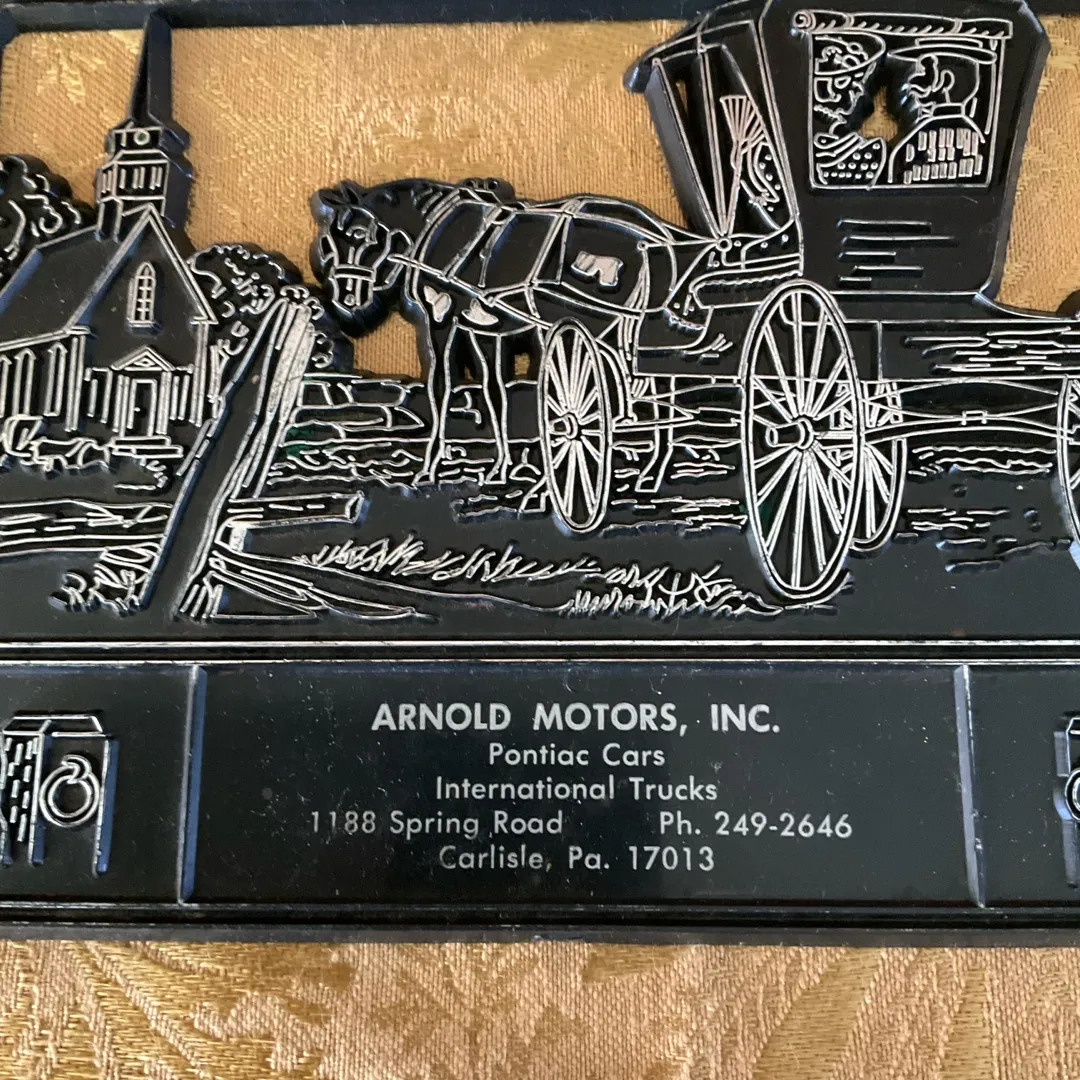 ARNOLD MOTORS, INC.
Pontiac Cars
International Trucks
1188 Spring Road Ph. 249-2646
Carlisle, Pa. 17013